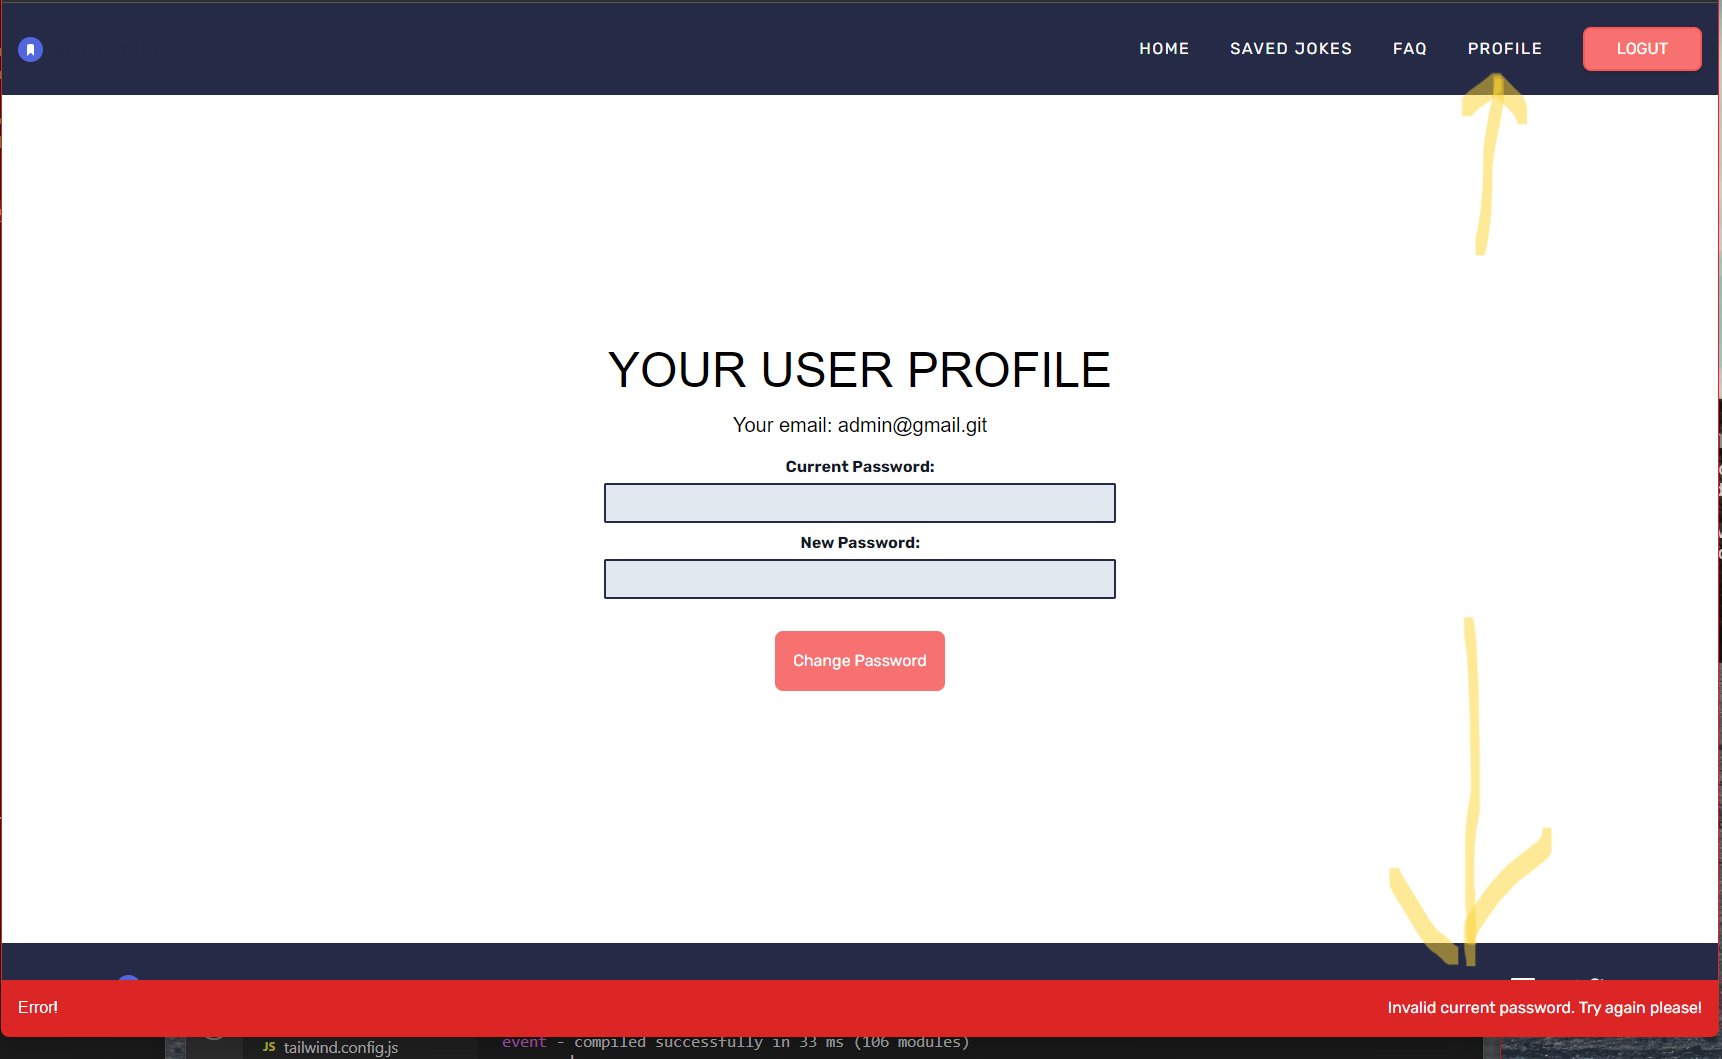 HOME SAVED JOKES FAQ PROFILE LOGUT
YOUR USER PROFILE
Your email: admin@gmail.git
Current Password:
New Password:
Change Password
Error! Invalid current password. Try again please!
JS tailwind.config.js event - compiled successfully in 33 ms (106 modules)